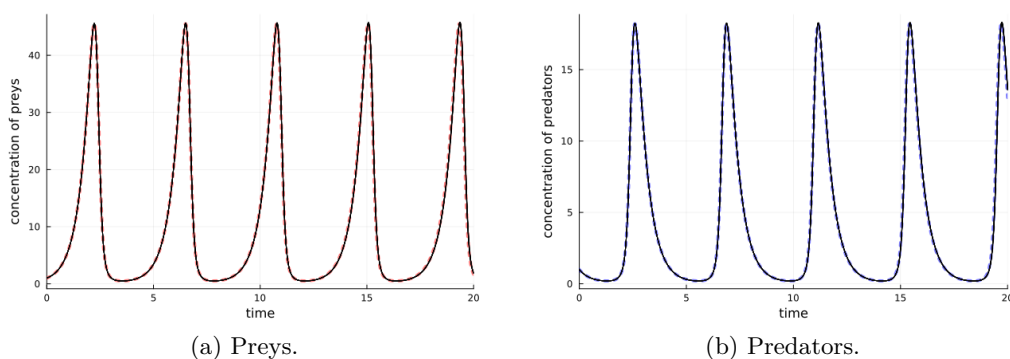 concentration of preys
40
30
20
10
0
0 5 10 15 20
time
(a) Preys.
concentration of predators
15
10
5
0
0 5 10 15 20
time
(b) Predators.